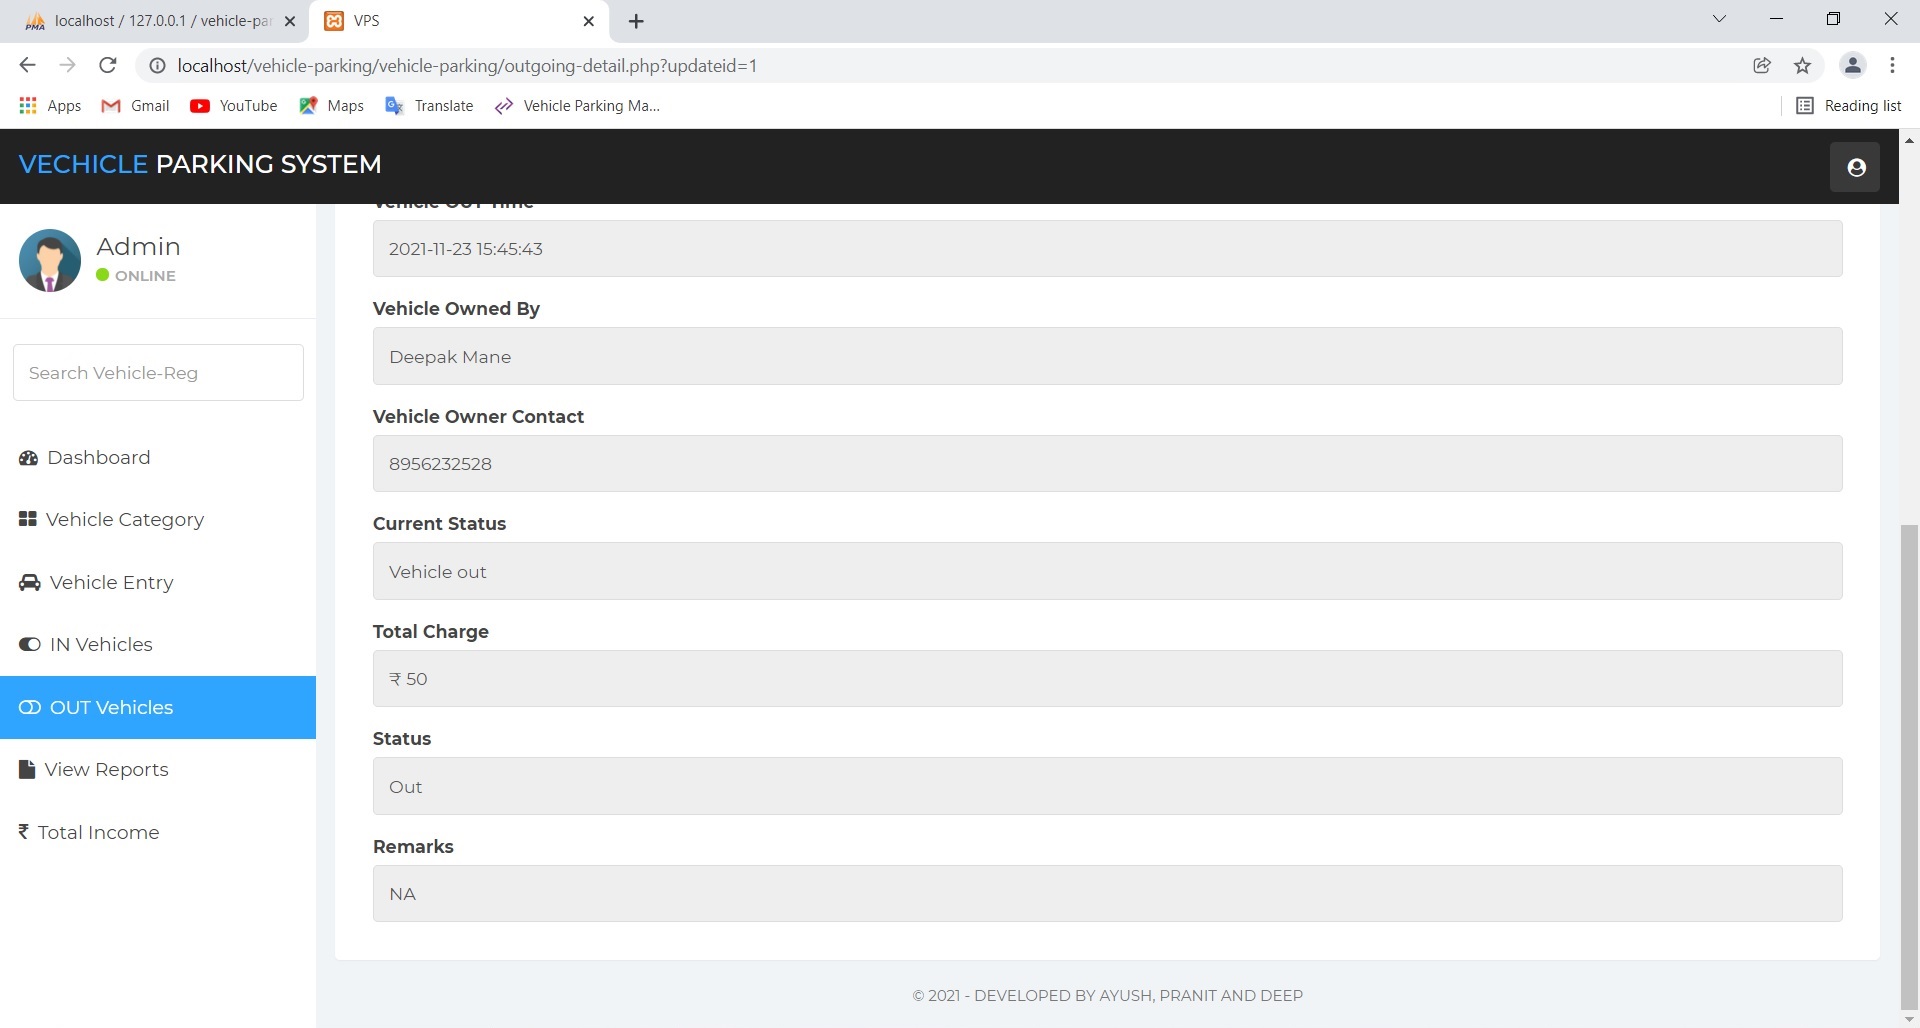 localhost / 127.0.0.1 / vehicle-par
VPS
localhost/vehicle-parking/vehicle-parking/outgoing-detail.php?updateid=1
Apps
Gmail
YouTube
Maps
Translate
Vehicle Parking Ma...
Reading list
VECHICLE PARKING SYSTEM
Admin
ONLINE
Search Vehicle-Reg
Dashboard
Vehicle Category
Vehicle Entry
IN Vehicles
OUT Vehicles
View Reports
₹ Total Income
Vehicle OUT Time
2021-11-23 15:45:43
Vehicle Owned By
Deepak Mane
Vehicle Owner Contact
8956232528
Current Status
Vehicle out
Total Charge
₹ 50
Status
Out
Remarks
NA
© 2021 - DEVELOPED BY AYUSH, PRANIT AND DEEP